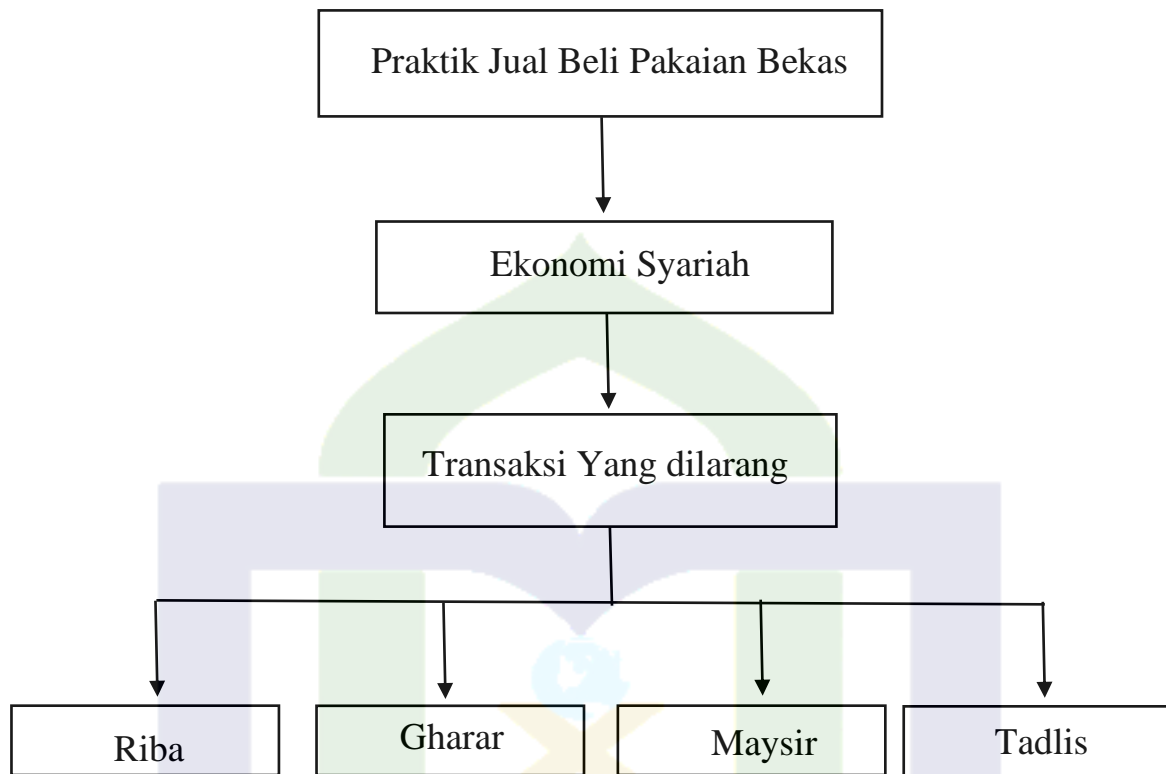 Praktik Jual Beli Pakaian Bekas
Ekonomi Syariah
Transaksi Yang dilarang
Riba
Gharar
Maysir
Tadlis